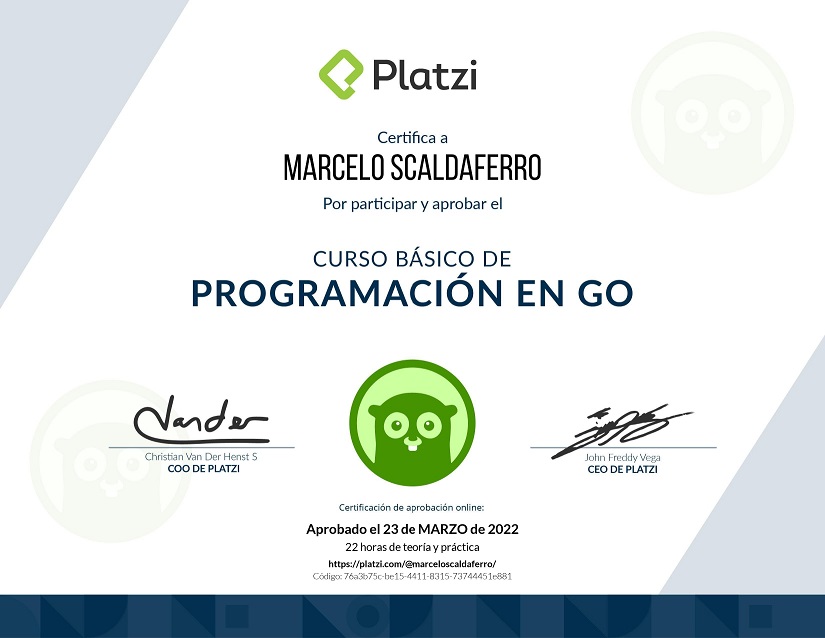 Platzi
Certifica a
MARCELO SCALDAFERRO
Por participar y aprobar el
CURSO BÁSICO DE
PROGRAMACIÓN EN GO
Vander
Christian Van Der Henst S
COO DE PLATZI
John Freddy Vega
CEO DE PLATZI
Certificación de aprobación online:
Aprobado el 23 de MARZO de 2022
22 horas de teoría y práctica
https://platzi.com/@marceloscaldaferro/
Código: 76a3b75c-be15-4411-8315-73744451e881